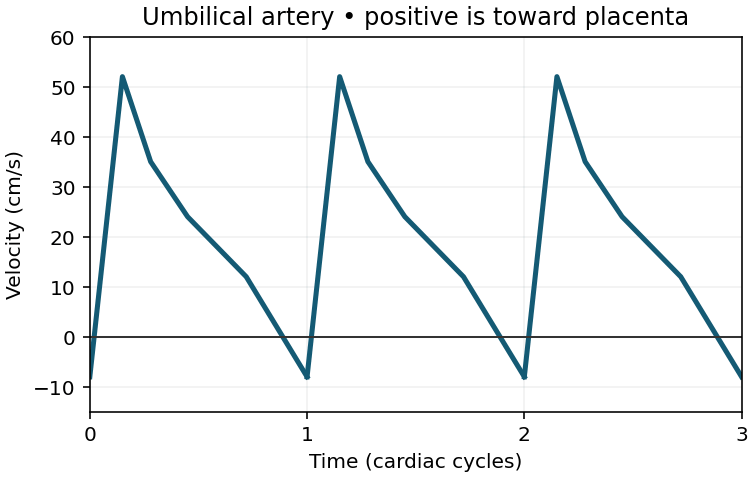 Umbilical artery • positive is toward placenta
60
50
40
30
20
10
0
−10
Velocity (cm/s)
0 1 2 3
Time (cardiac cycles)